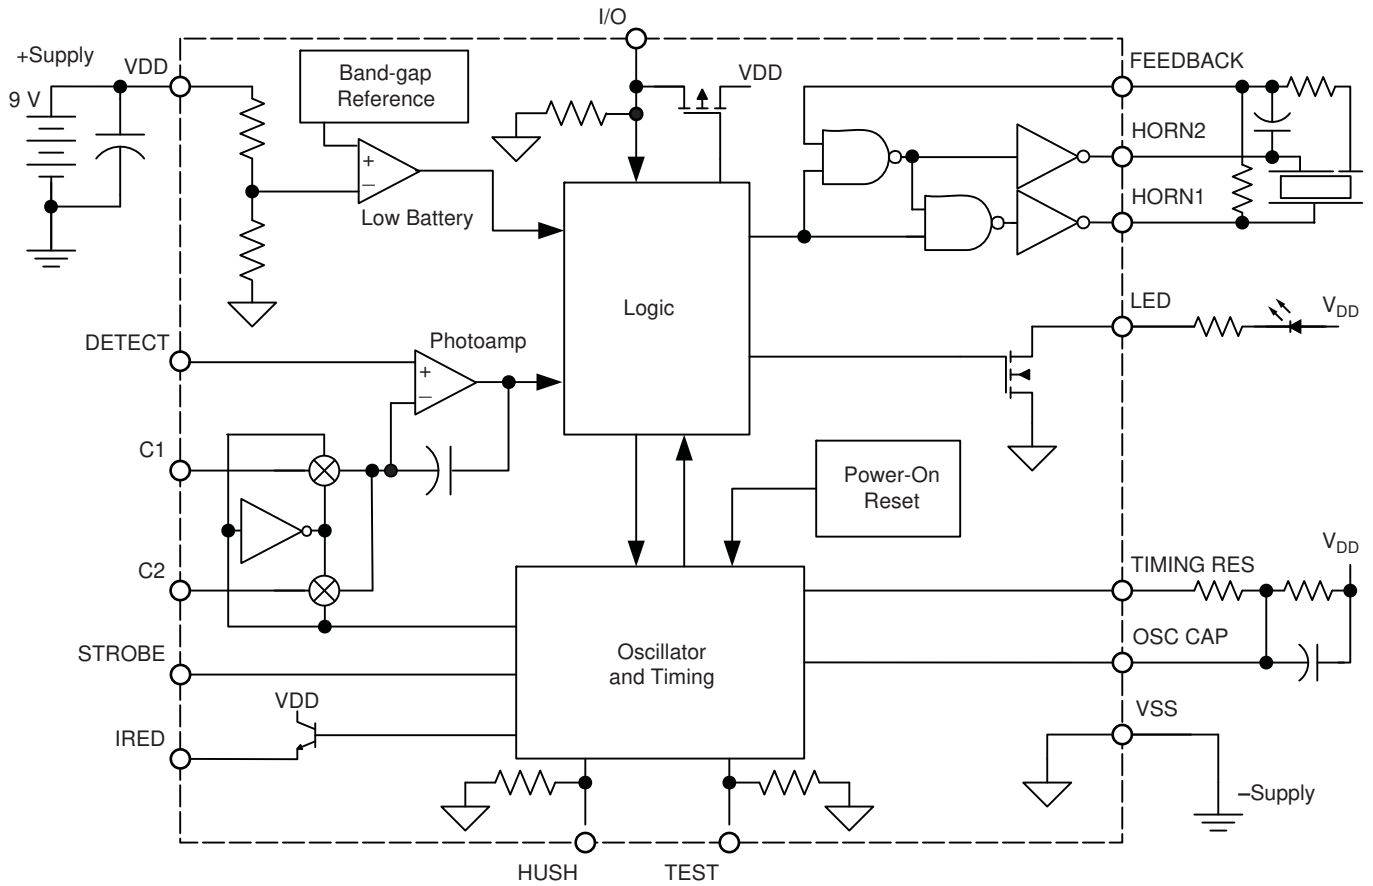 I/O
+Supply
VDD
9 V
Band-gap
Reference
VDD
FEEDBACK
HORN2
HORN1
+
–
Low Battery
Logic
LED
VDD
DETECT
Photoamp
+
–
C1
Power-On
Reset
C2
VDD
TIMING RES
OSC CAP
STROBE
Oscillator
and Timing
VDD
IRED
VSS
–Supply
HUSH
TEST